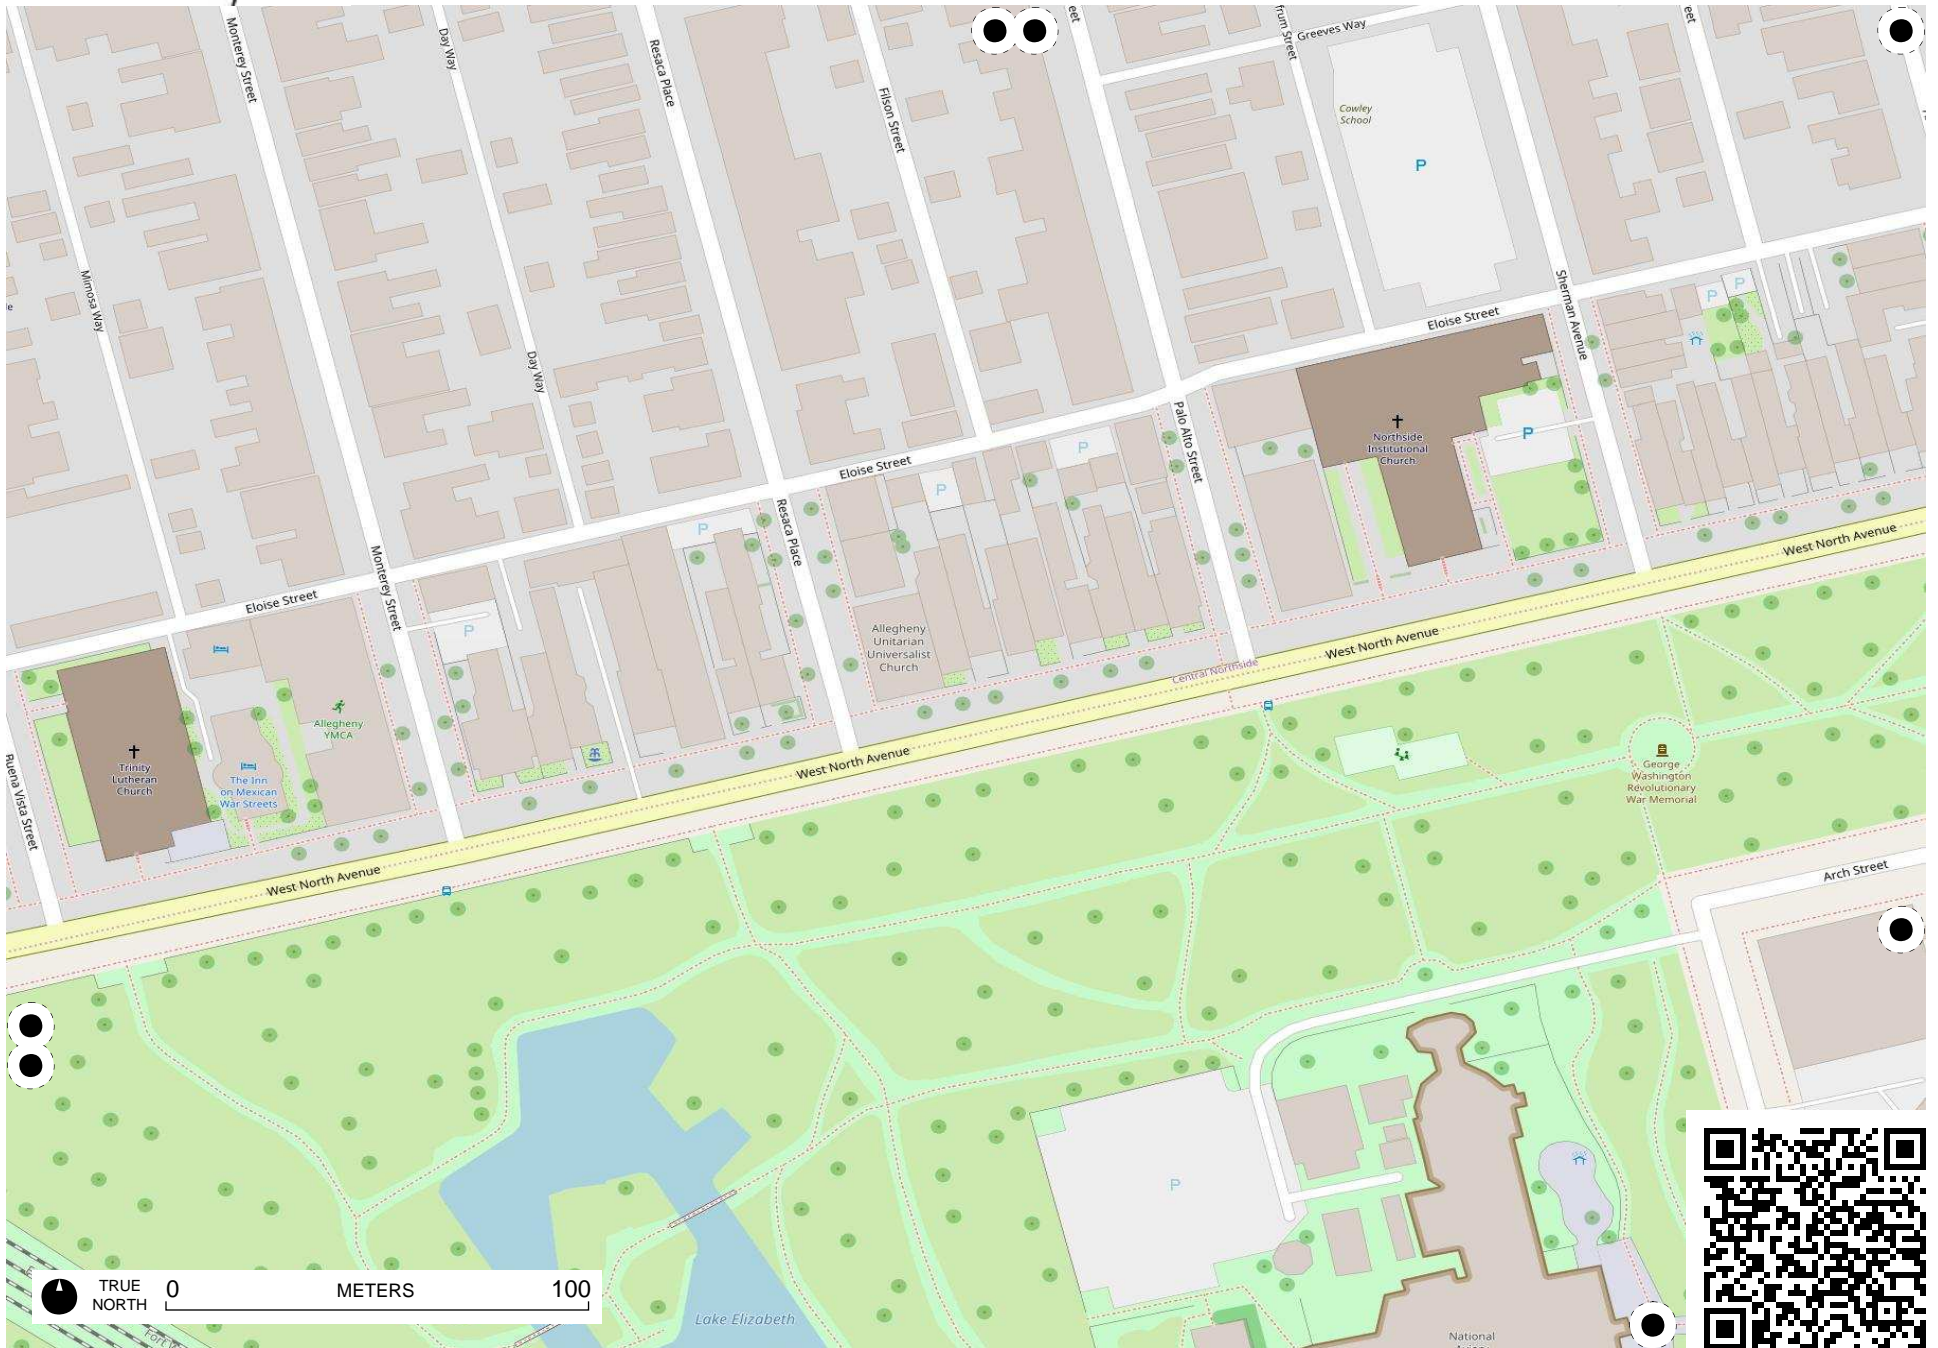 Monterey Street
Day Way
Resaca Place
Filson Street
eet
frum Street
Greeves Way
eet
Cowley
School
P
Mimosa Way
Sherman Avenue
P
P
Eloise Street
Day Way
Palo Alto Street
Northside
Institutional
Church
P
P
Eloise Street
P
Resaca Place
P
West North Avenue
Monterey Street
Eloise Street
P
Allegheny
Unitarian
Universalist
Church
West North Avenue
Central Northside
Allegheny
YMCA
Trinity
Lutheran
Church
The Inn
on Mexican
War Streets
Buena Vista Street
West North Avenue
George
Washington
Revolutionary
War Memorial
West North Avenue
Arch Street
P
TRUE
NORTH
0 METERS 100
Lake Elizabeth
National